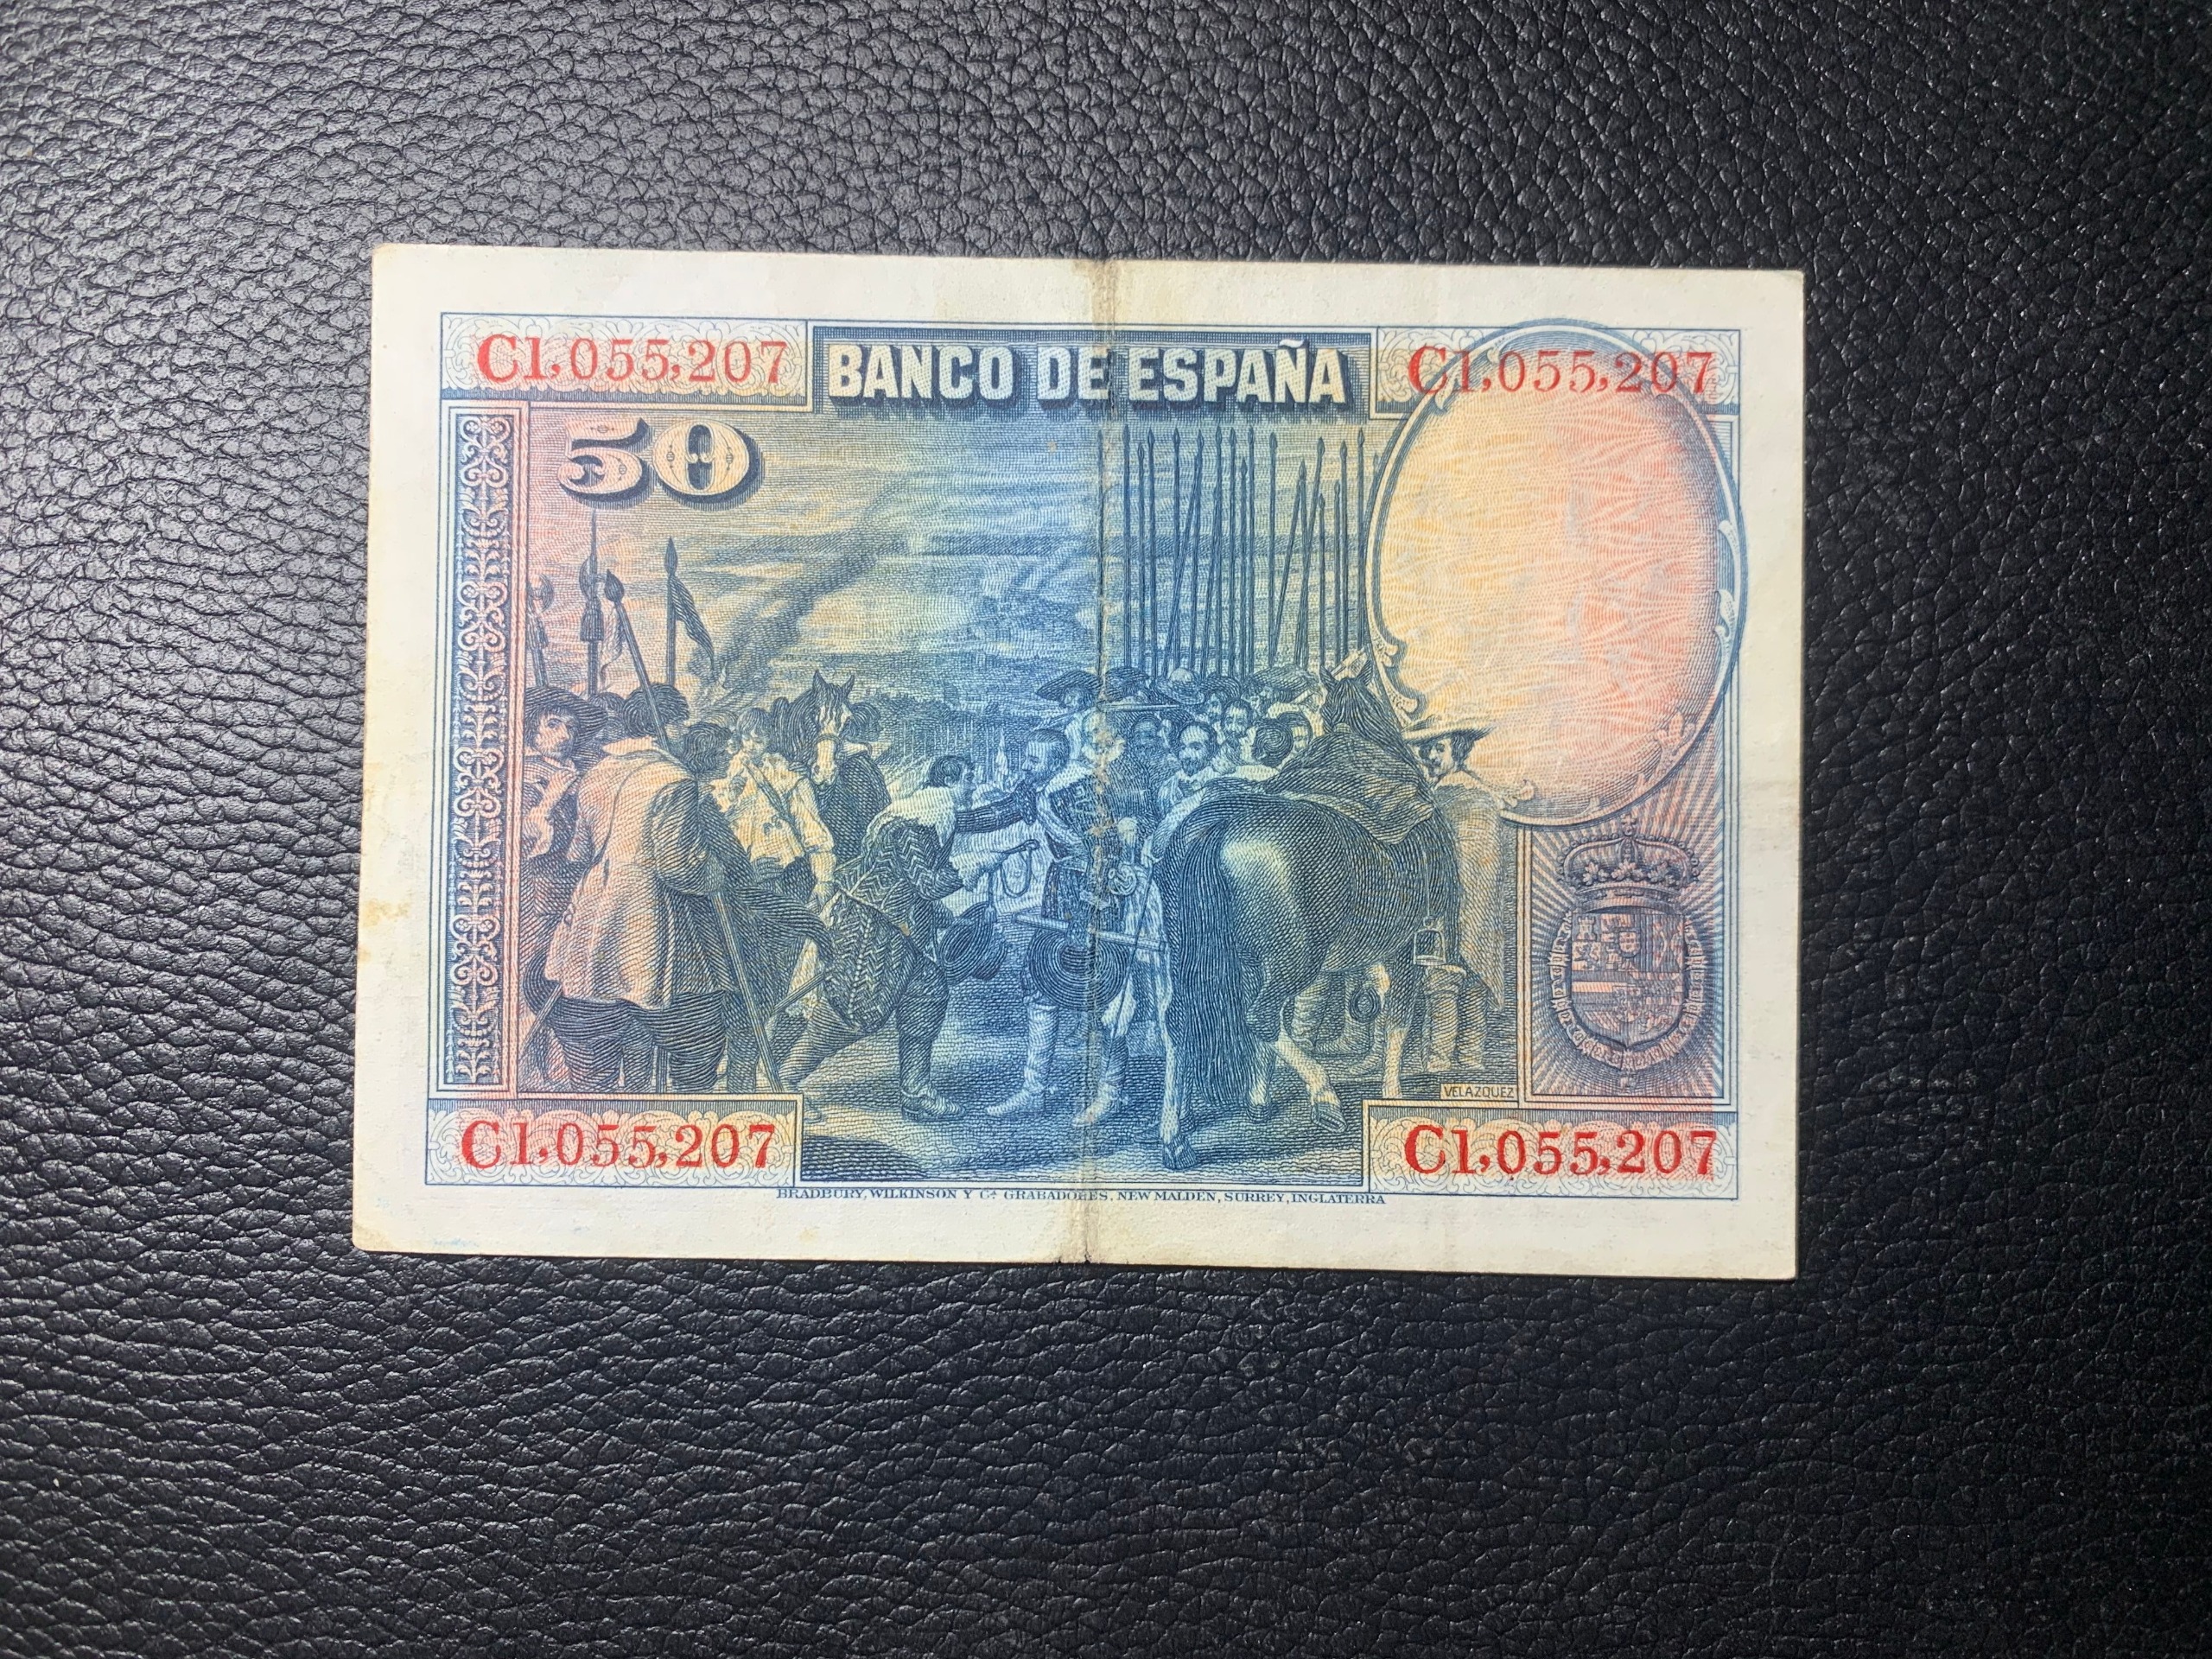 C1,055,207 BANCO DE ESPAÑA C1,055,207
50
VELAZQUEZ
C1,055,207 C1,055,207
BRADBURY, WILKINSON Y Cª GRABADORES, NEW MALDEN, SURREY, INGLATERRA